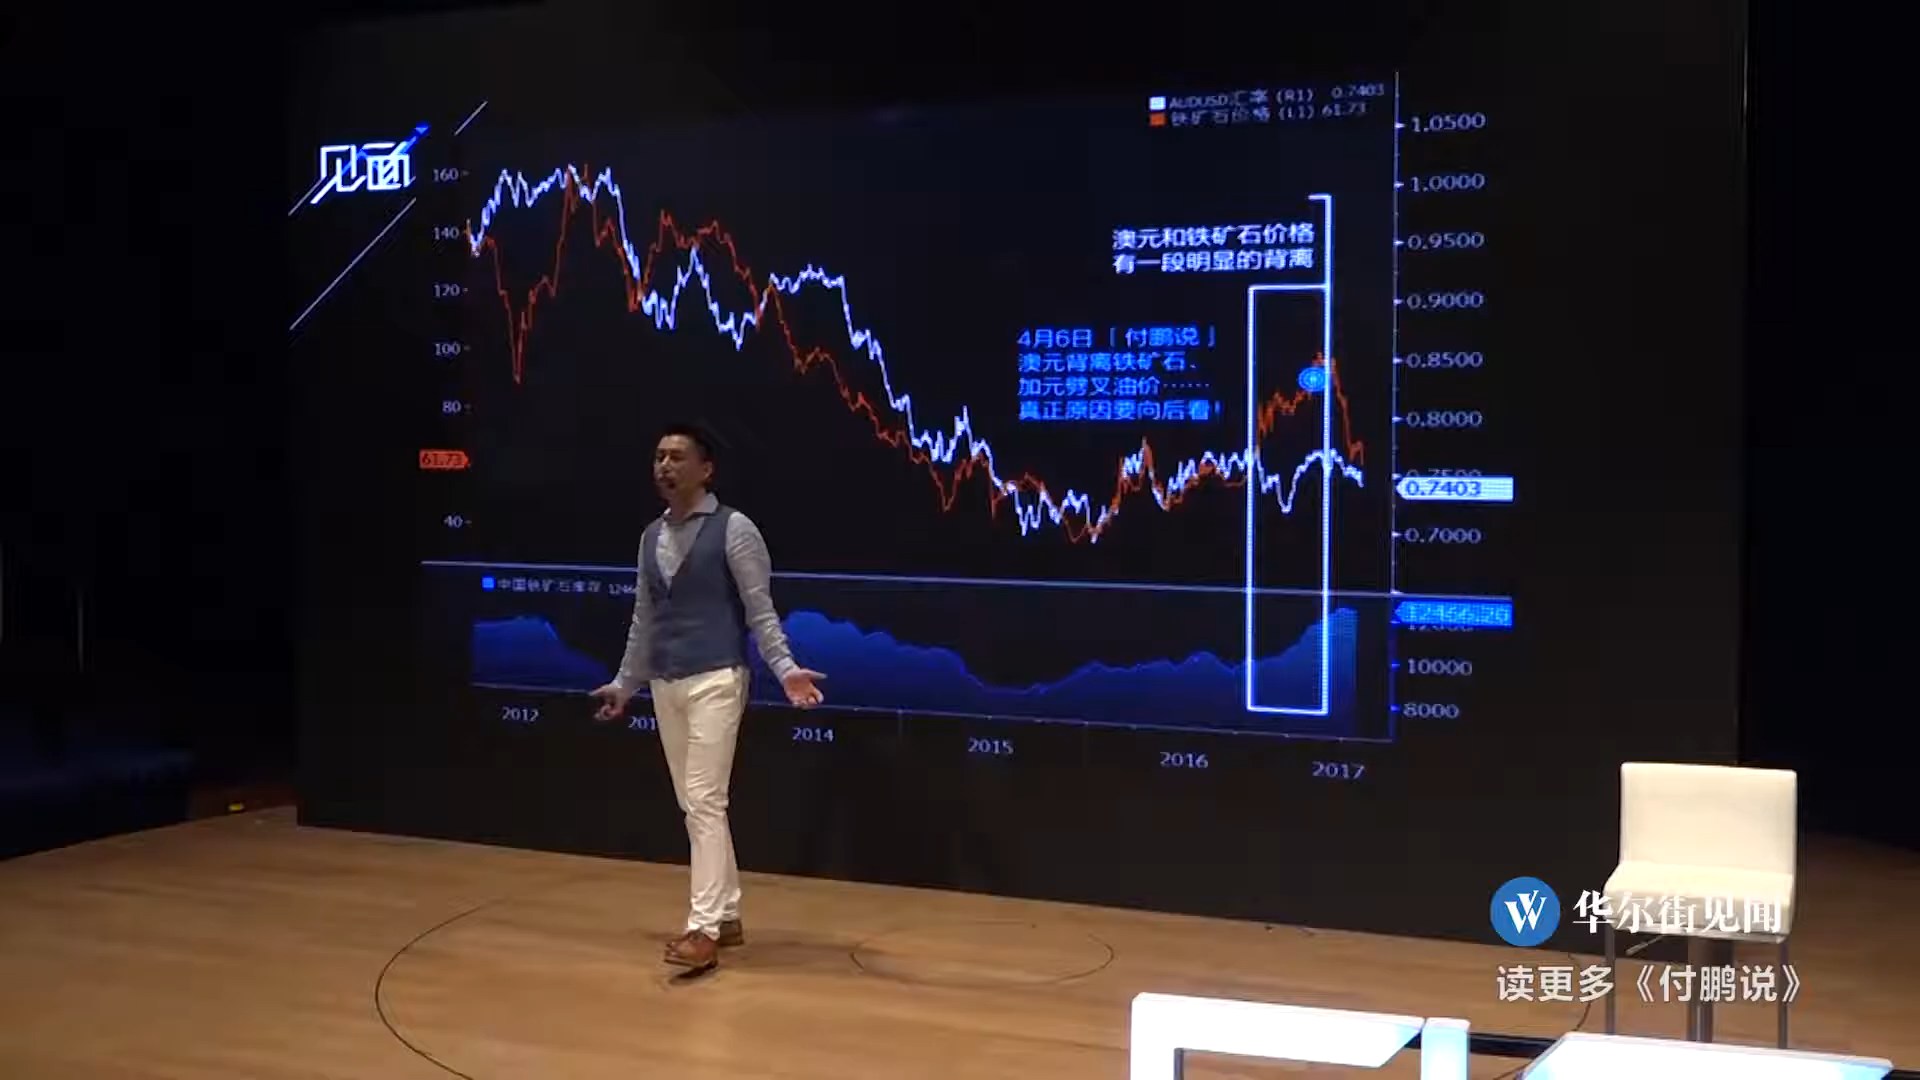 见面
AUDUSD汇率 (R1) 0.7403
铁矿石价格 (L1) 61.73
160
140
120
100
80
61.73
40
1.0500
1.0000
0.9500
0.9000
0.8500
0.8000
0.7500
0.7403
0.7000
澳元和铁矿石价格
有一段明显的背离
4月6日「付鹏说」
澳元背离铁矿石、
加元劈叉油价……
真正原因要向后看！
中国铁矿石库存
12000
10000
8000
2012
2014
2015
2016
2017
W 华尔街见闻
读更多《付鹏说》